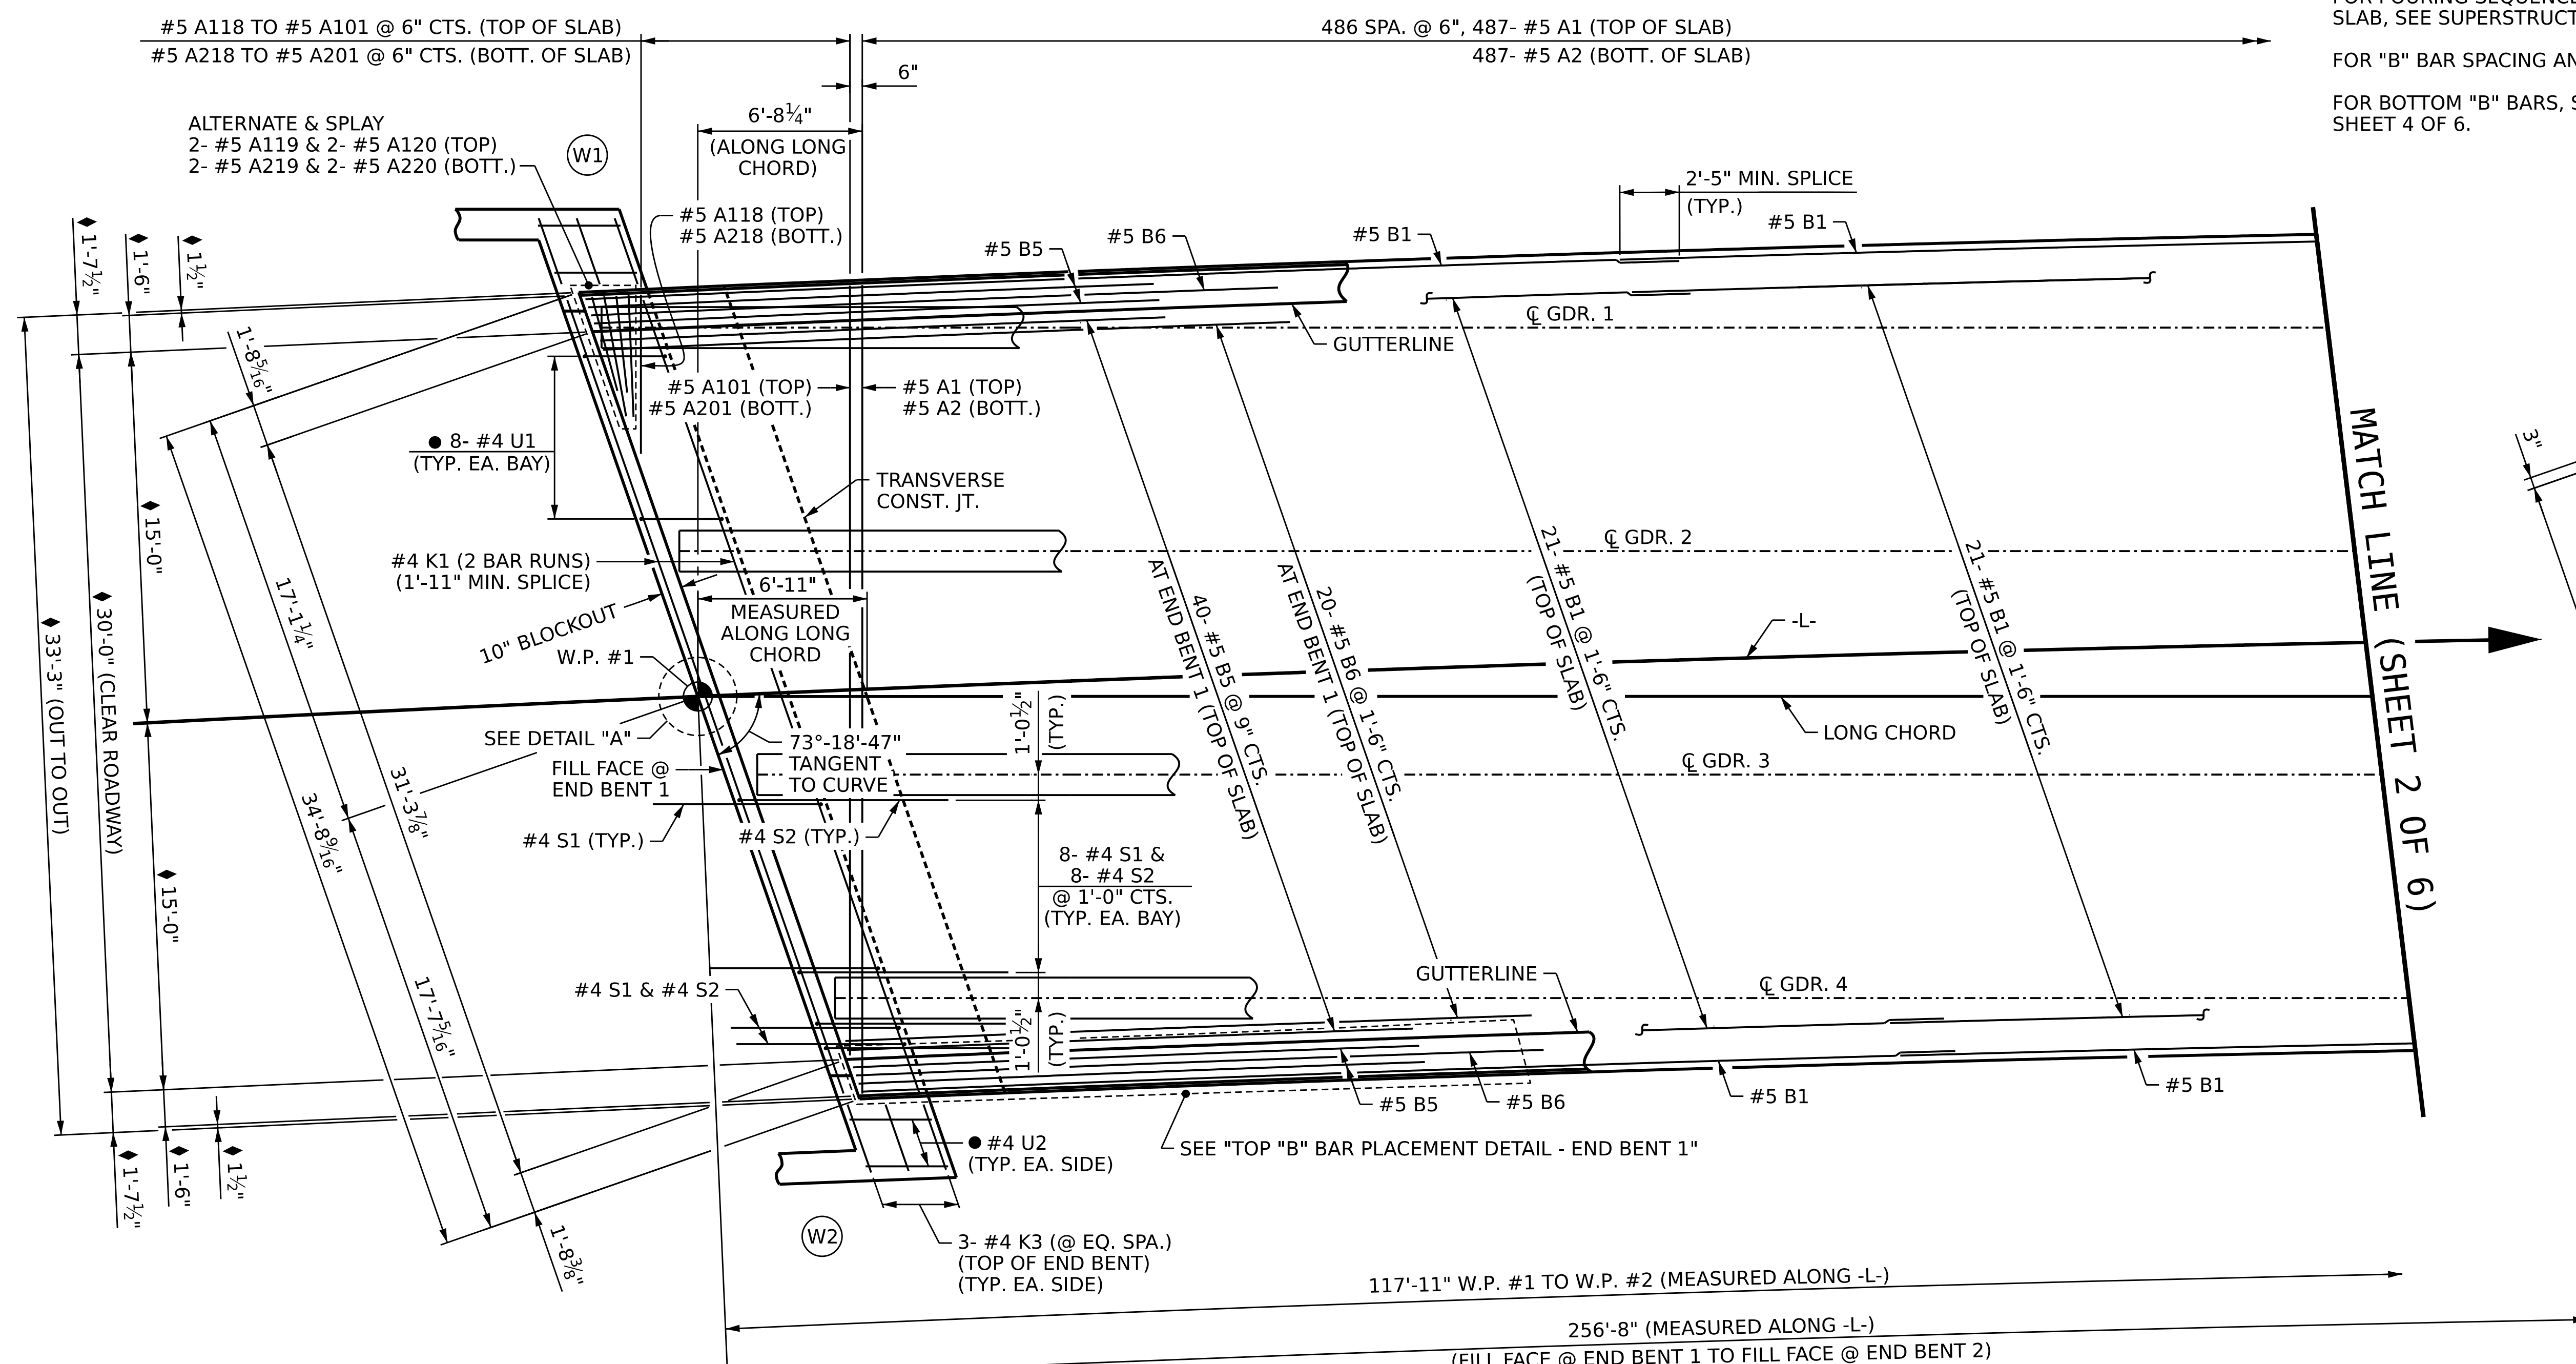 #5 A118 TO #5 A101 @ 6" CTS. (TOP OF SLAB)
#5 A218 TO #5 A201 @ 6" CTS. (BOTT. OF SLAB)
486 SPA. @ 6", 487- #5 A1 (TOP OF SLAB)
487- #5 A2 (BOTT. OF SLAB)
SLAB, SEE SUPERSTRUCT
FOR "B" BAR SPACING AN
FOR BOTTOM "B" BARS, S
SHEET 4 OF 6.
6"
6'-8¼"
(ALONG LONG
CHORD)
ALTERNATE & SPLAY
2- #5 A119 & 2- #5 A120 (TOP)
2- #5 A219 & 2- #5 A220 (BOTT.)
W1
2'-5" MIN. SPLICE
(TYP.)
#5 A118 (TOP)
#5 A218 (BOTT.)
#5 B5
#5 B6
#5 B1
#5 B1
◆ 1'-7½"
◆ 1'-6"
◆ 1½"
1'-8⁵⁄₁₆"
℄ GDR. 1
GUTTERLINE
#5 A101 (TOP)
#5 A201 (BOTT.)
#5 A1 (TOP)
#5 A2 (BOTT.)
● 8- #4 U1
(TYP. EA. BAY)
TRANSVERSE
CONST. JT.
MATCH LINE (SHEET 2 OF 6)
3"
◆ 15'-0"
℄ GDR. 2
#4 K1 (2 BAR RUNS)
(1'-11" MIN. SPLICE)
6'-11"
MEASURED
ALONG LONG
CHORD
10" BLOCKOUT
W.P. #1
40- #5 B5 @ 9" CTS.
AT END BENT 1 (TOP OF SLAB)
20- #5 B6 @ 1'-6" CTS.
AT END BENT 1 (TOP OF SLAB)
21- #5 B1 @ 1'-6" CTS.
(TOP OF SLAB)
21- #5 B1 @ 1'-6" CTS.
(TOP OF SLAB)
-L-
◆ 33'-3" (OUT TO OUT)
◆ 30'-0" (CLEAR ROADWAY)
17'-1¼"
31'-3⅞"
34'-8⁹⁄₁₆"
SEE DETAIL "A"
73°-18'-47"
TANGENT
TO CURVE
1'-0½"
(TYP.)
LONG CHORD
℄ GDR. 3
FILL FACE @
END BENT 1
#4 S1 (TYP.)
#4 S2 (TYP.)
8- #4 S1 &
8- #4 S2
@ 1'-0" CTS.
(TYP. EA. BAY)
◆ 15'-0"
17'-7⁵⁄₁₆"
#4 S1 & #4 S2
GUTTERLINE
℄ GDR. 4
1'-0½"
(TYP.)
#5 B5
#5 B6
#5 B1
#5 B1
SEE "TOP "B" BAR PLACEMENT DETAIL - END BENT 1"
● #4 U2
(TYP. EA. SIDE)
◆ 1'-7½"
◆ 1'-6"
◆ 1½"
1'-8⅜"
W2
3- #4 K3 (@ EQ. SPA.)
(TOP OF END BENT)
(TYP. EA. SIDE)
117'-11" W.P. #1 TO W.P. #2 (MEASURED ALONG -L-)
256'-8" (MEASURED ALONG -L-)
(FILL FACE @ END BENT 1 TO FILL FACE @ END BENT 2)